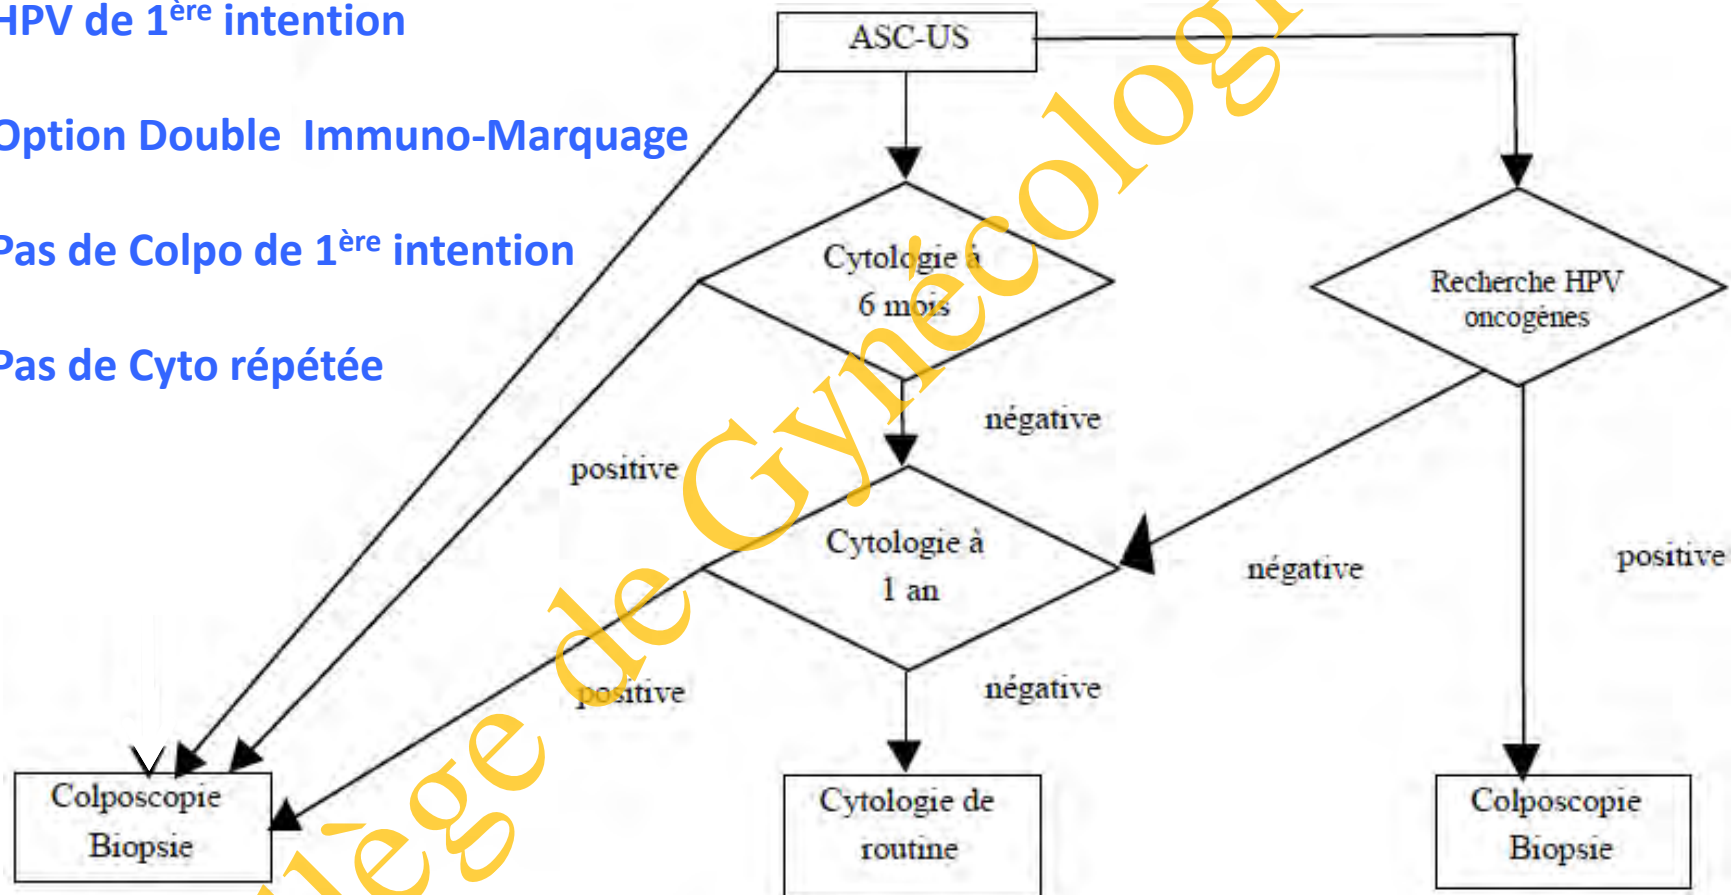 HPV de 1ère intention
Option Double Immuno-Marquage
Pas de Colpo de 1ère intention
Pas de Cyto répétée
ASC-US
Cytologie à
6 mois
Recherche HPV
oncogènes
négative
positive
Cytologie à
1 an
négative
positive
positive
négative
Colposcopie
Biopsie
Cytologie de
routine
Colposcopie
Biopsie
de Gynécologi